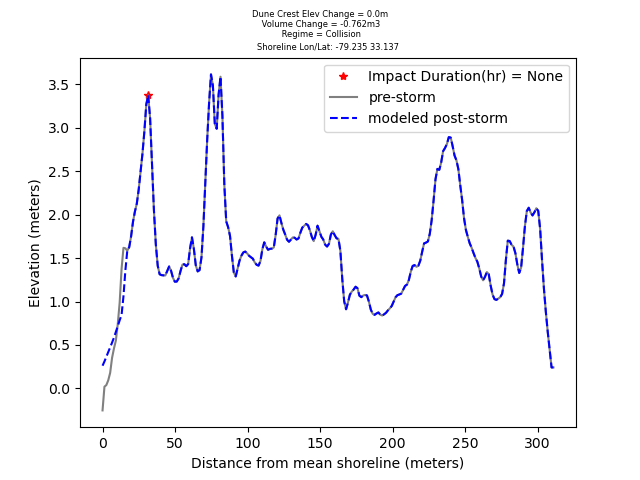 Dune Crest Elev Change = 0.0m
Volume Change = -0.762m3
Regime = Collision
Shoreline Lon/Lat: -79.235 33.137
Impact Duration(hr) = None
pre-storm
modeled post-storm
Elevation (meters)
3.5
3.0
2.5
2.0
1.5
1.0
0.5
0.0
0 50 100 150 200 250 300
Distance from mean shoreline (meters)